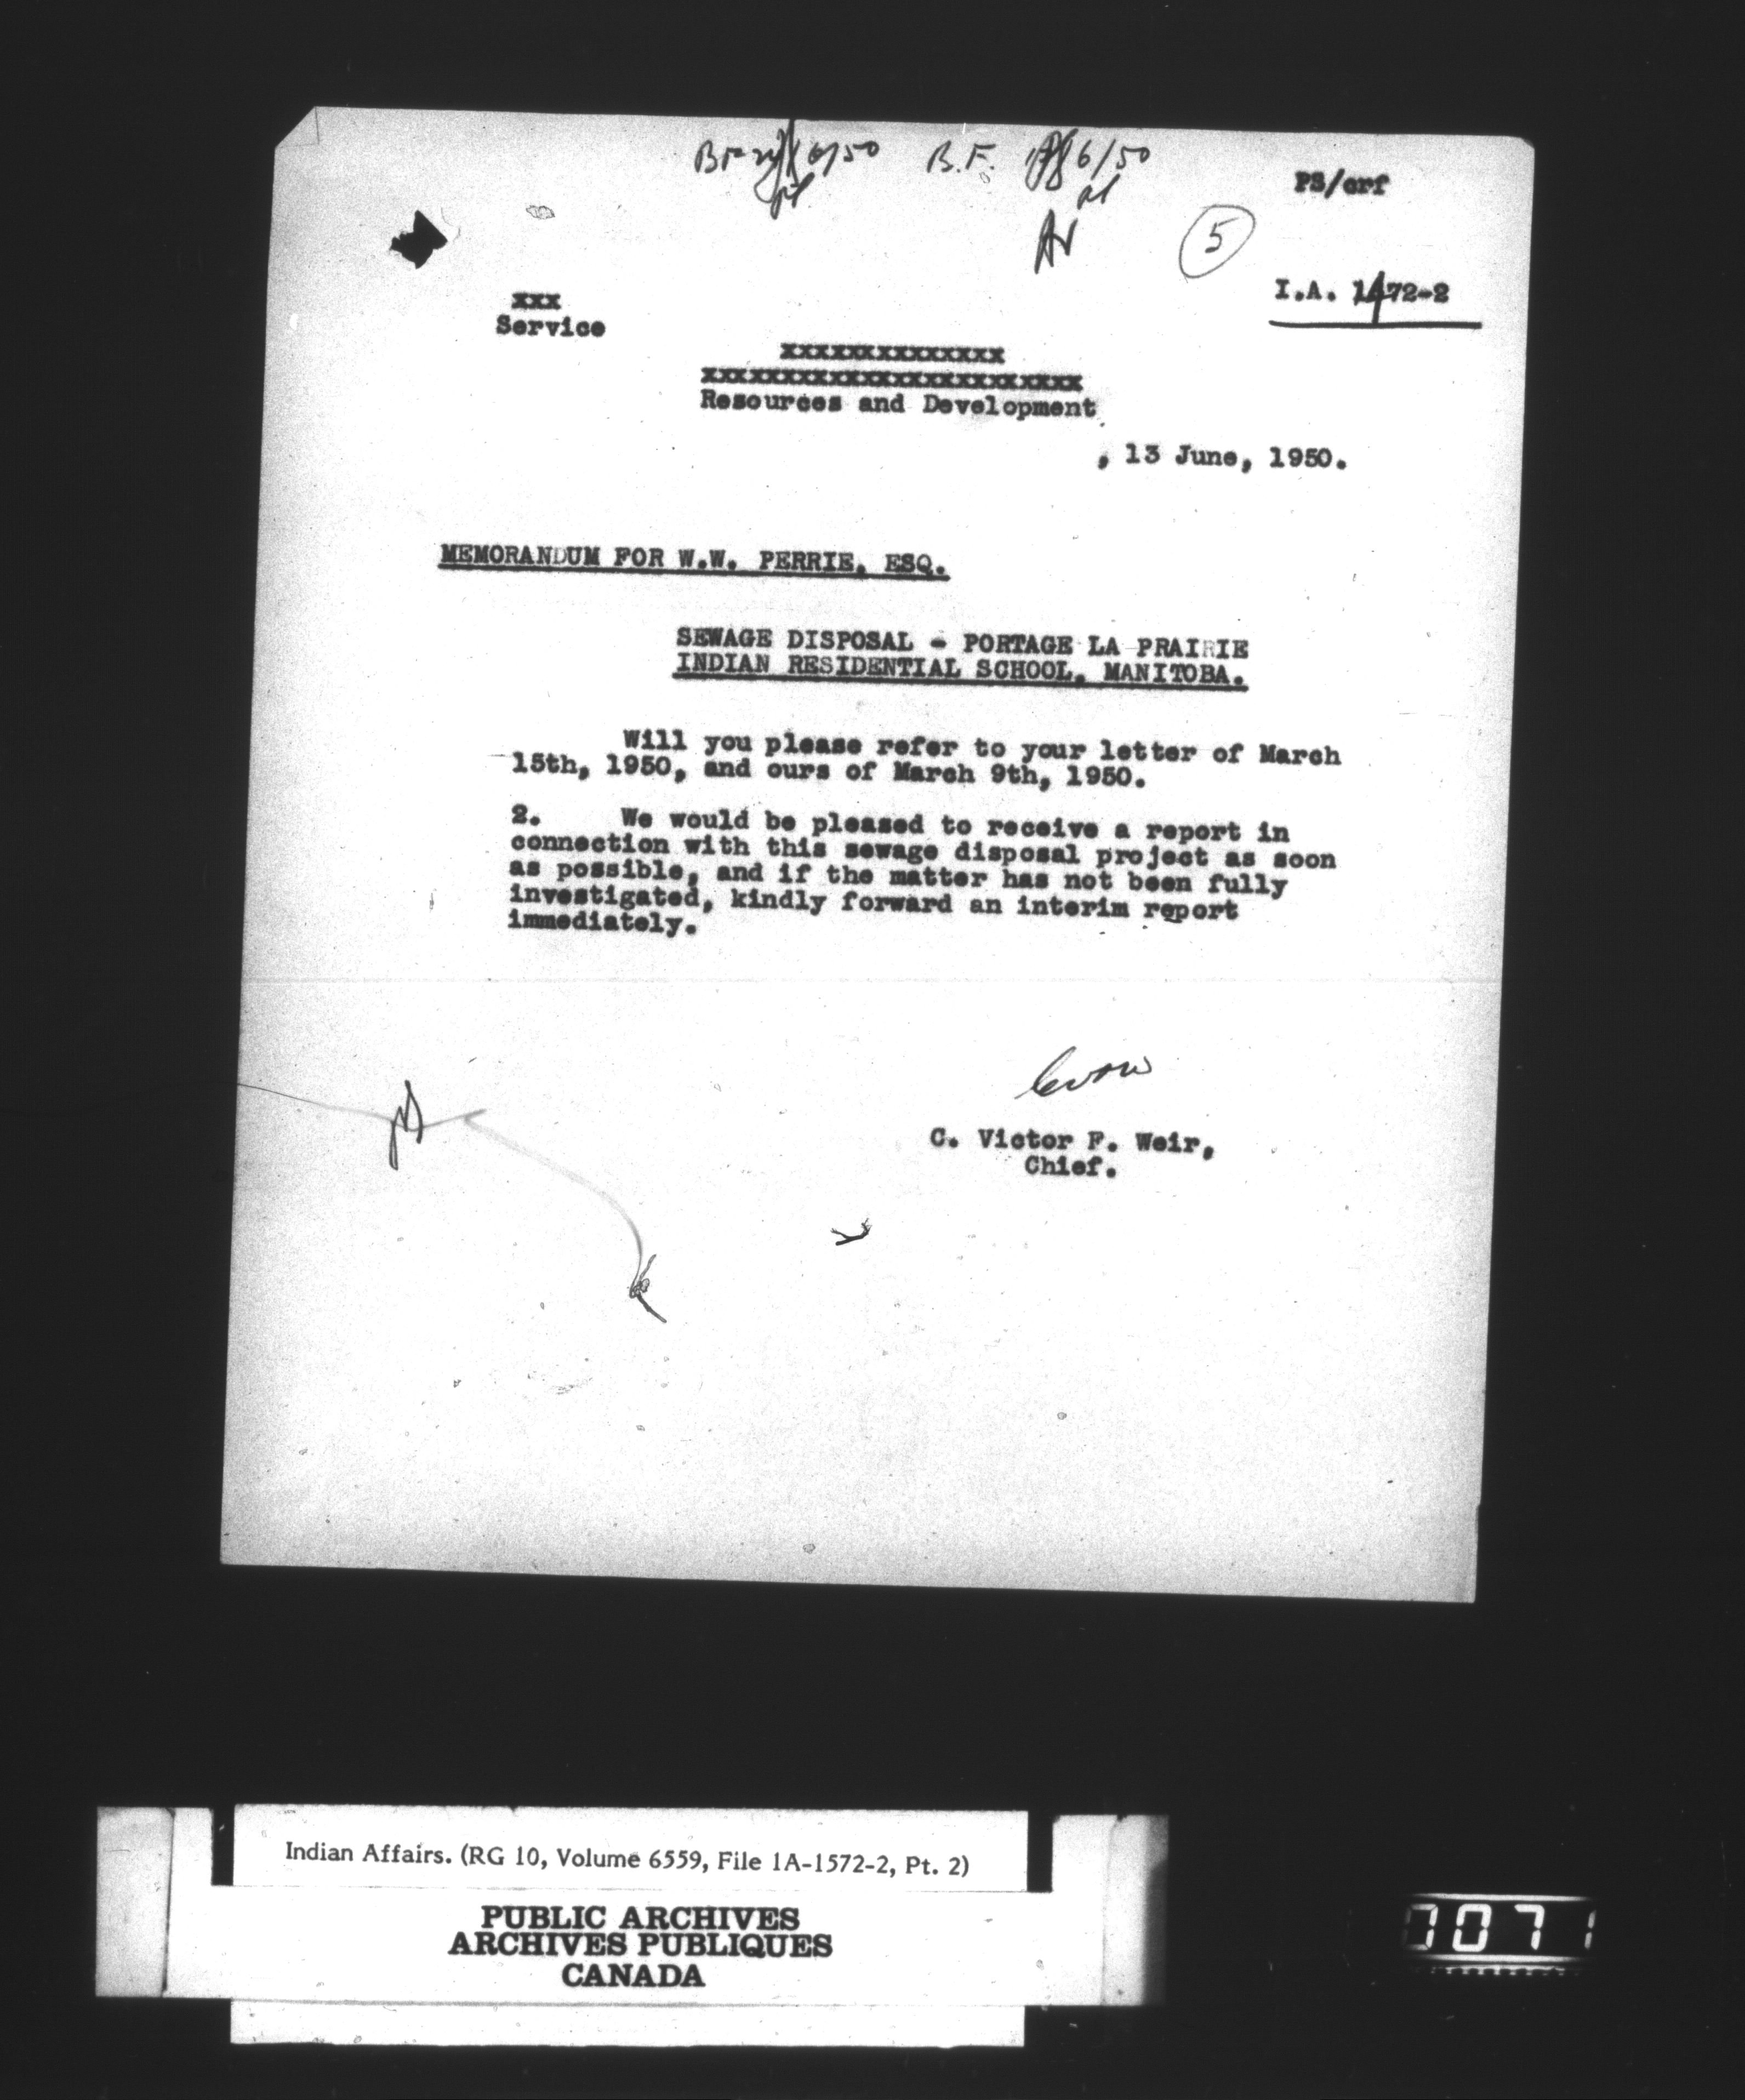 B.F. 6/50
PS/crf
5
I.A. 1472-2
xxx
Service
xxxxxxxxxxxxxx
xxxxxxxxxxxxxxxxxxxxxxxx
Resources and Development
, 13 June, 1950.
MEMORANDUM FOR W.W. PERRIE, ESQ.
SEWAGE DISPOSAL - PORTAGE LA PRAIRIE
INDIAN RESIDENTIAL SCHOOL, MANITOBA.
Will you please refer to your letter of March
15th, 1950, and ours of March 9th, 1950.
2. We would be pleased to receive a report in
connection with this sewage disposal project as soon
as possible, and if the matter has not been fully
investigated, kindly forward an interim report
immediately.
C. Victor F. Weir,
Chief.
Indian Affairs. (RG 10, Volume 6559, File 1A-1572-2, Pt. 2)
PUBLIC ARCHIVES
ARCHIVES PUBLIQUES
CANADA
0071